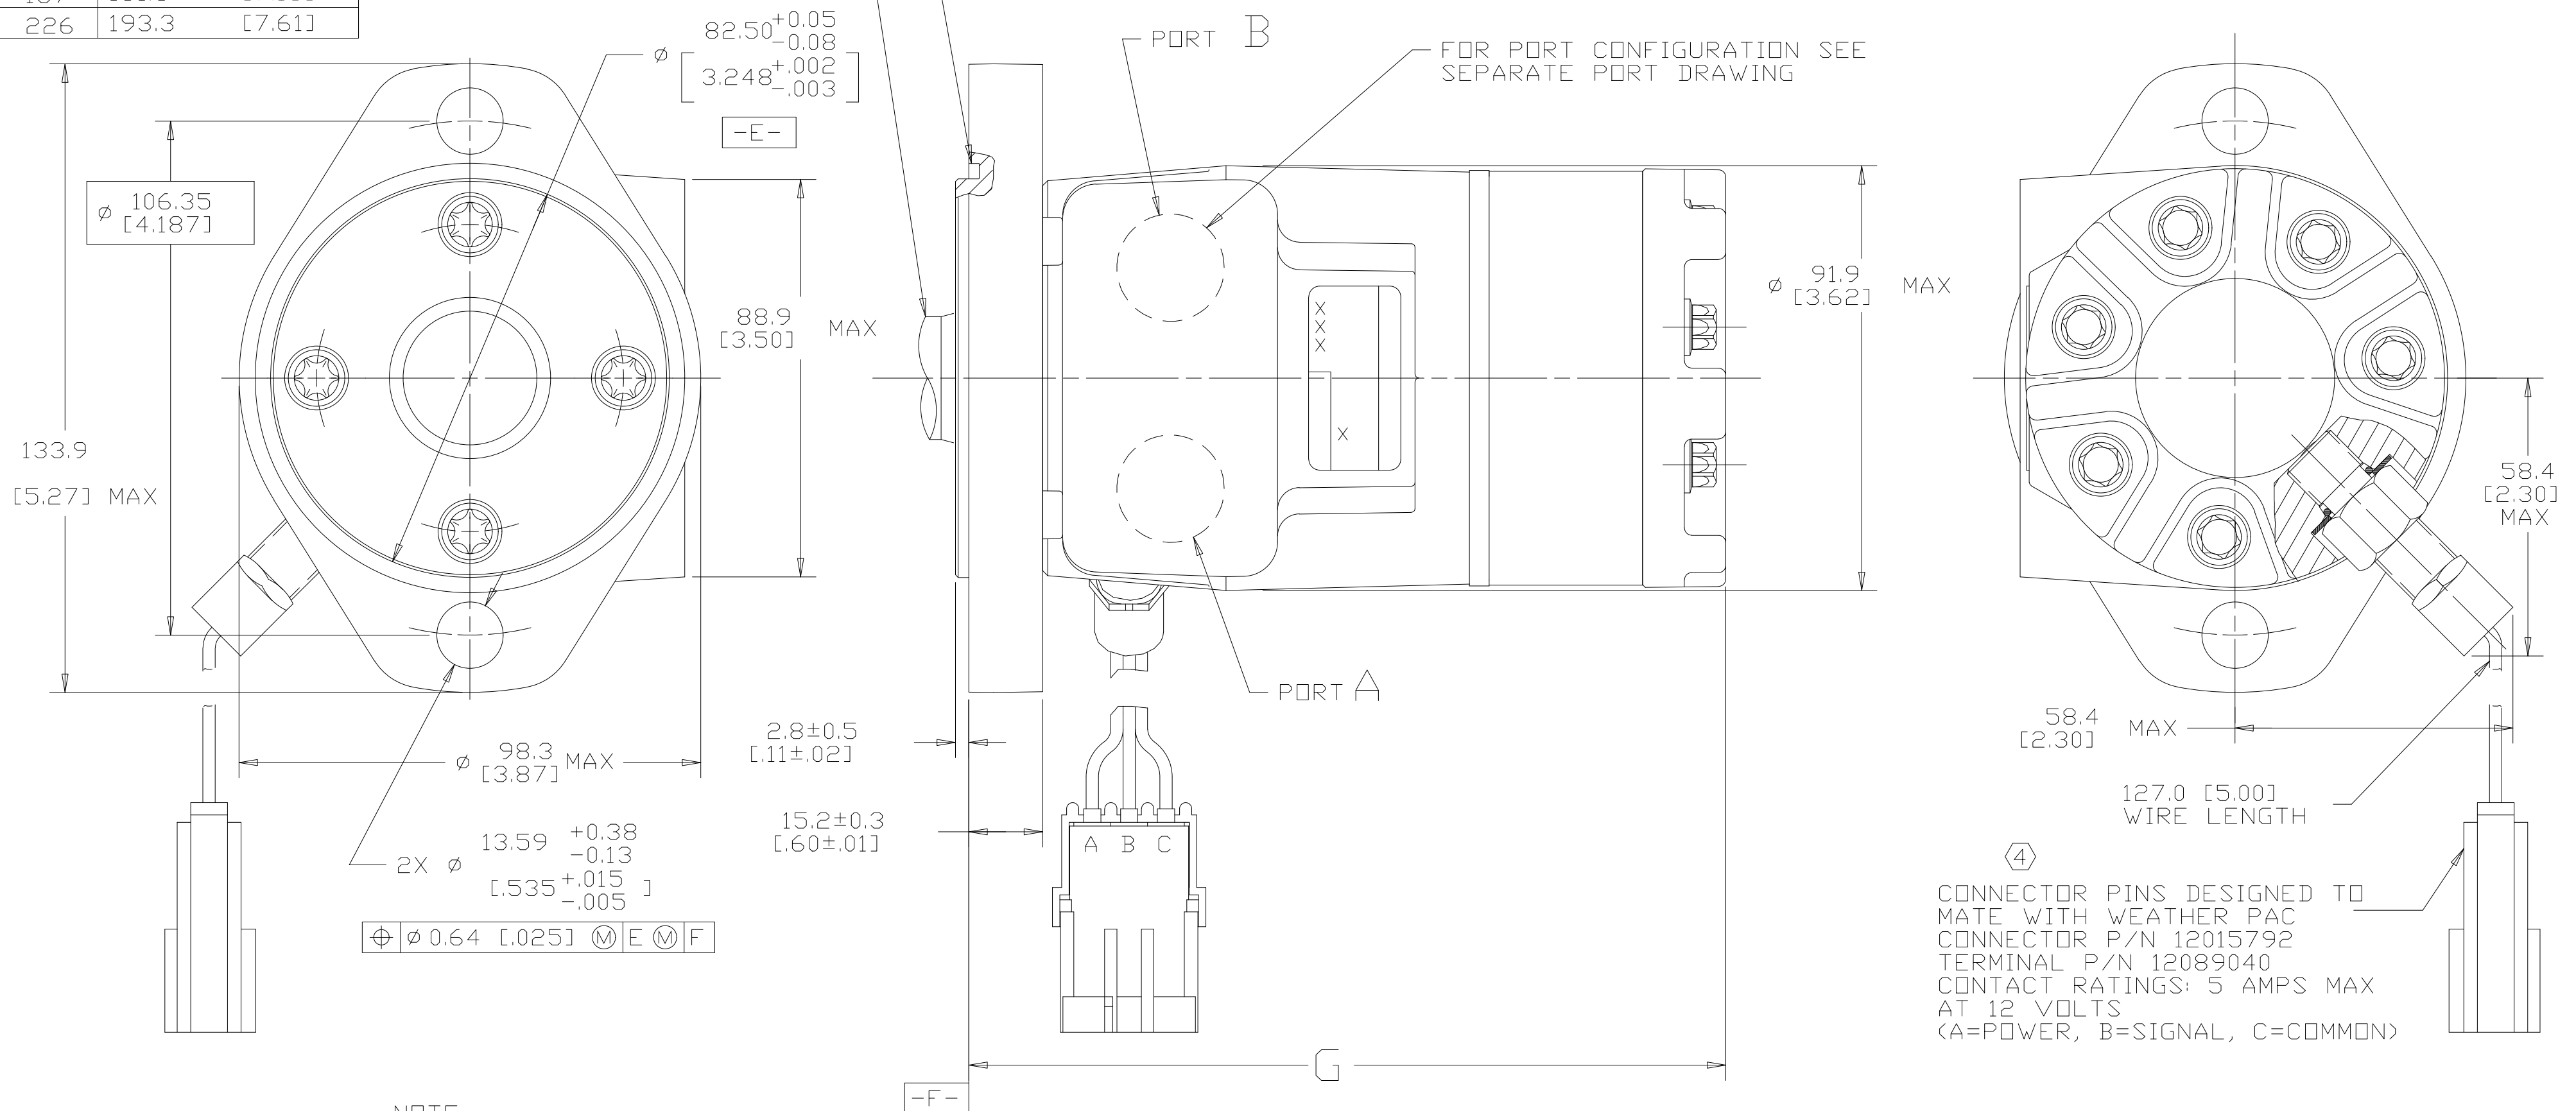 226 193.3 [7.61]
82.50 +0.05 -0.08
Ø
[3.248 +.002 -.003]
-E-
PORT B
FOR PORT CONFIGURATION SEE
SEPARATE PORT DRAWING
Ø 106.35
[4.187]
88.9
[3.50] MAX
Ø 91.9
[3.62] MAX
X
X
X
X
133.9
[5.27] MAX
58.4
[2.30]
MAX
PORT A
2.8±0.5
[.11±.02]
58.4
[2.30] MAX
Ø 98.3
[3.87] MAX
127.0 [5.00]
WIRE LENGTH
15.2±0.3
[.60±.01]
A B C
2X Ø 13.59 +0.38 -0.13
[.535 +.015 -.005]
⌖ Ø 0.64 [.025] Ⓜ E Ⓜ F
4
CONNECTOR PINS DESIGNED TO
MATE WITH WEATHER PAC
CONNECTOR P/N 12015792
TERMINAL P/N 12089040
CONTACT RATINGS: 5 AMPS MAX
AT 12 VOLTS
(A=POWER, B=SIGNAL, C=COMMON)
G
-F-
NOTE